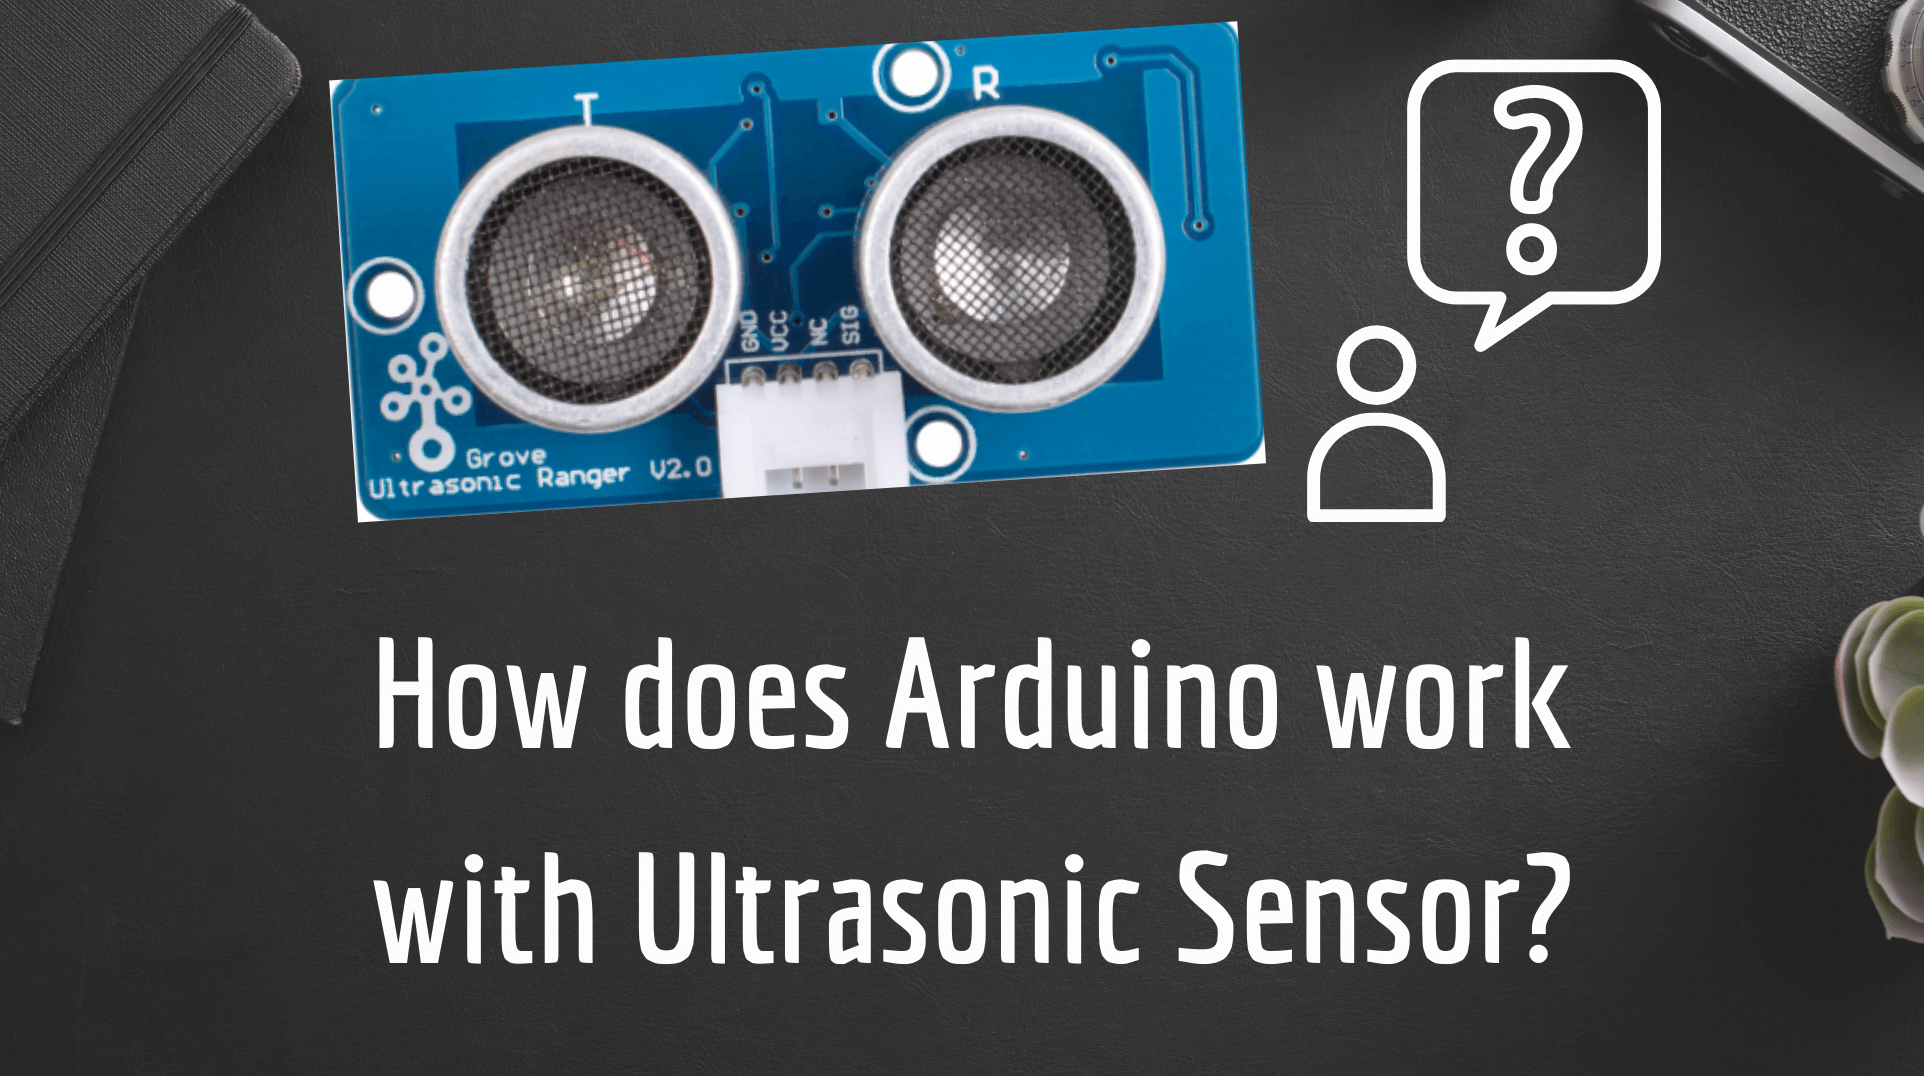 T
R
GND
VCC
NC
SIG
Grove
Ultrasonic Ranger V2.0
?
How does Arduino work
with Ultrasonic Sensor?